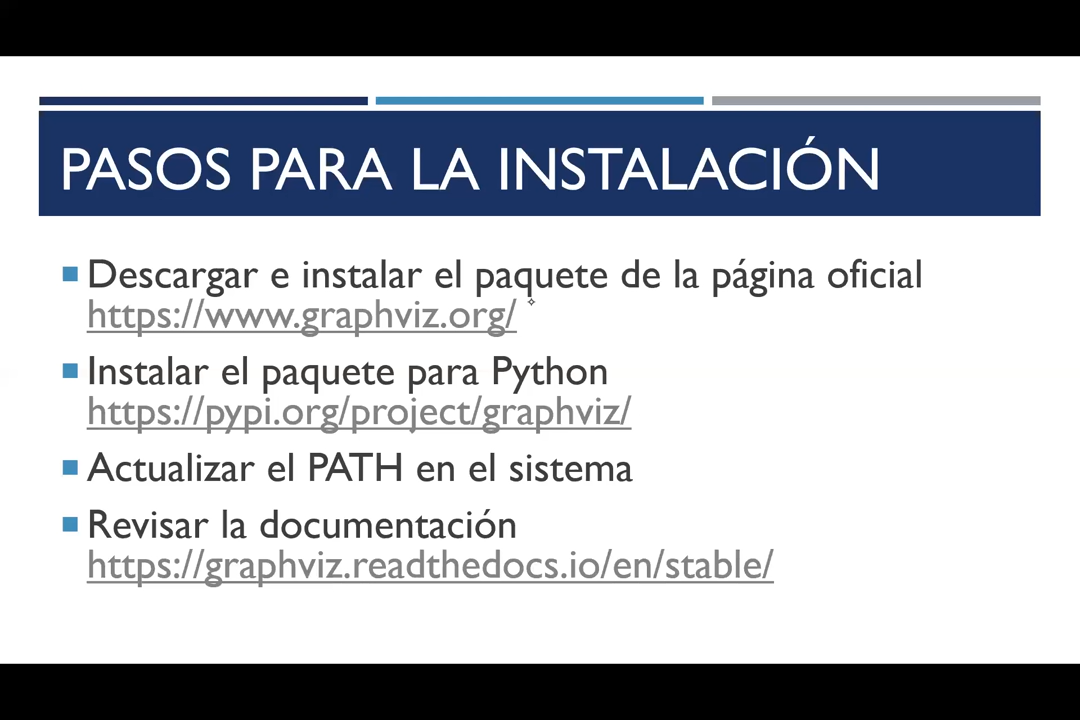 PASOS PARA LA INSTALACIÓN
Descargar e instalar el paquete de la página oficial
https://www.graphviz.org/
Instalar el paquete para Python
https://pypi.org/project/graphviz/
Actualizar el PATH en el sistema
Revisar la documentación
https://graphviz.readthedocs.io/en/stable/